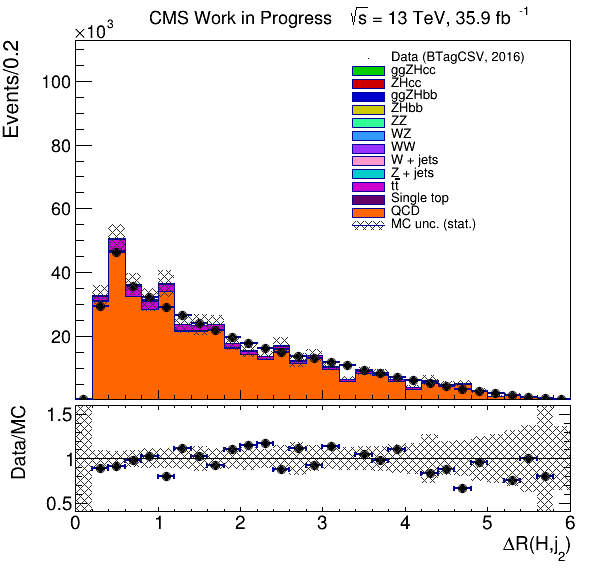 CMS Work in Progress √s = 13 TeV, 35.9 fb⁻¹
×10³
Events/0.2
100
80
60
40
20
Data (BTagCSV, 2016)
ggZHcc
ZHcc
ggZHbb
ZHbb
ZZ
WZ
WW
W + jets
Z + jets
tt̅
Single top
QCD
MC unc. (stat.)
Data/MC
1.5
1
0.5
0 1 2 3 4 5 6
ΔR(H,j₂)